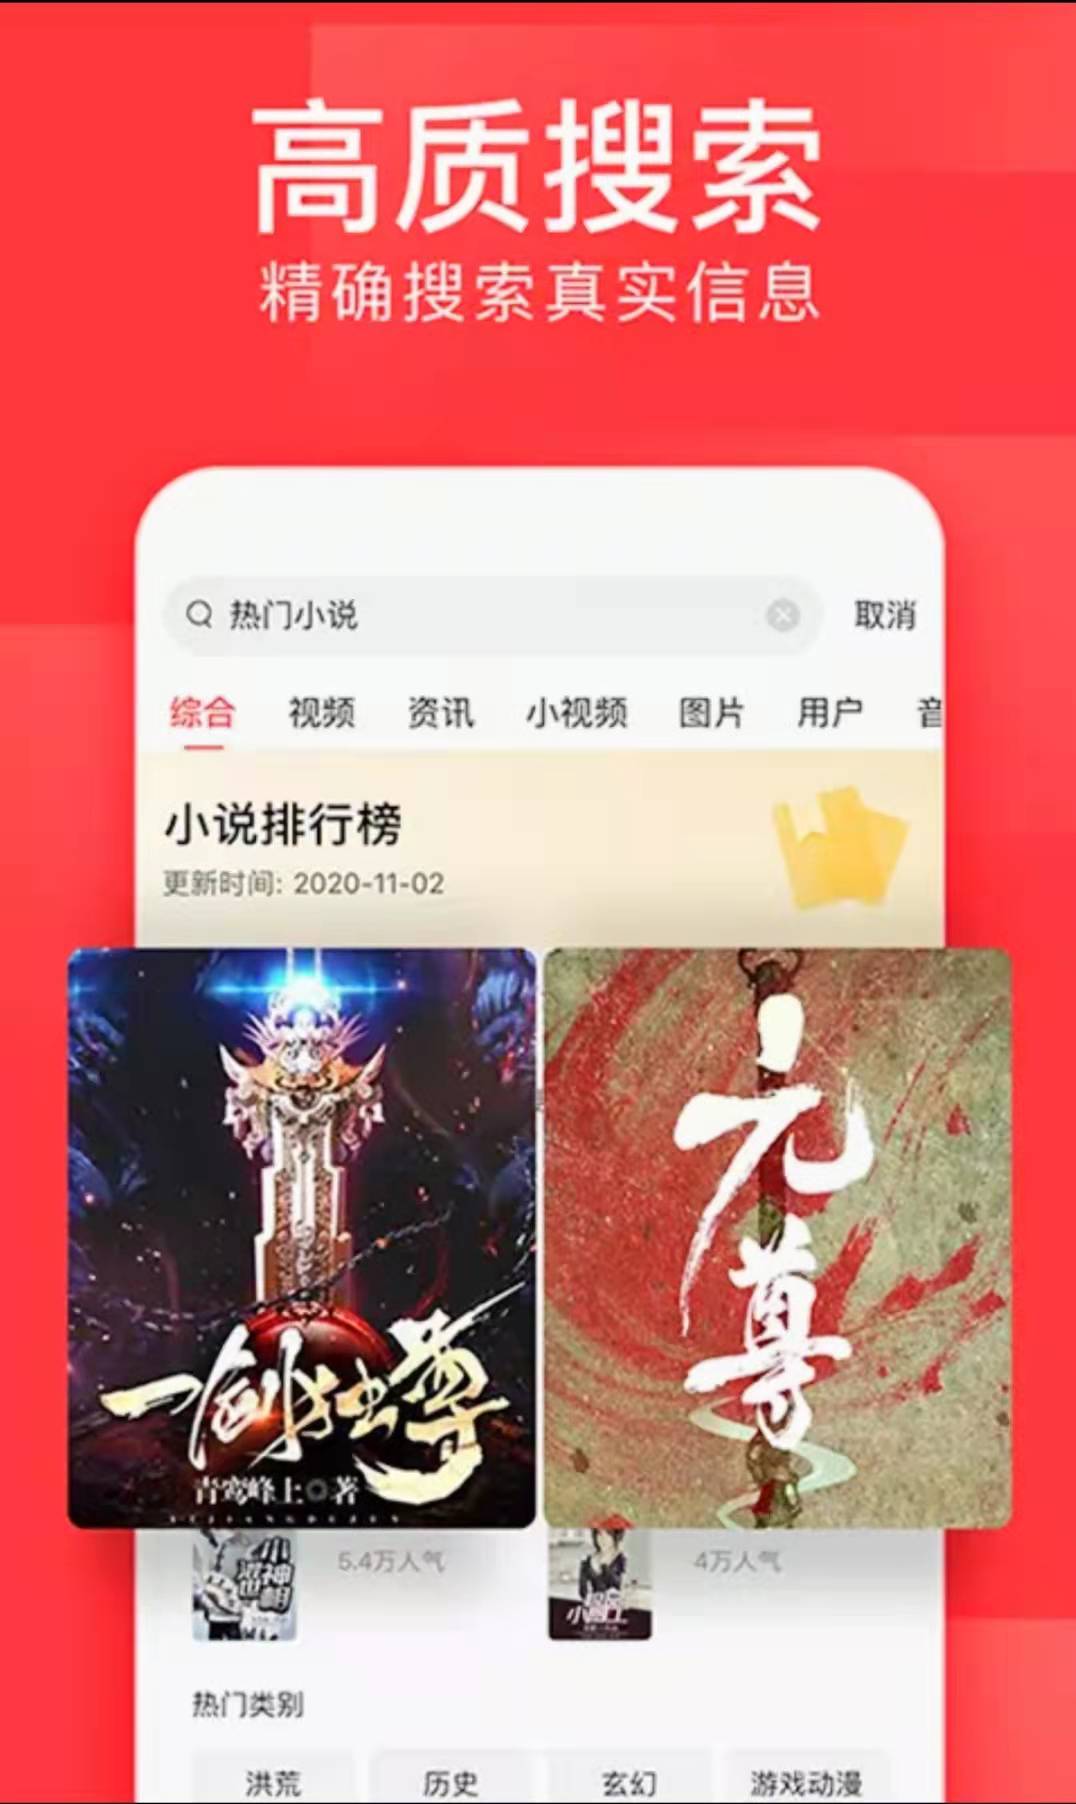 高质搜索
精确搜索真实信息
热门小说
取消
综合 视频 资讯 小视频 图片 用户 音
小说排行榜
更新时间: 2020-11-02
一剑独尊
青鸾峰上 著
YIJIANDUZUN
元尊
小神相
5.4万人气
4万人气
热门类别
洪荒 历史 玄幻 游戏动漫